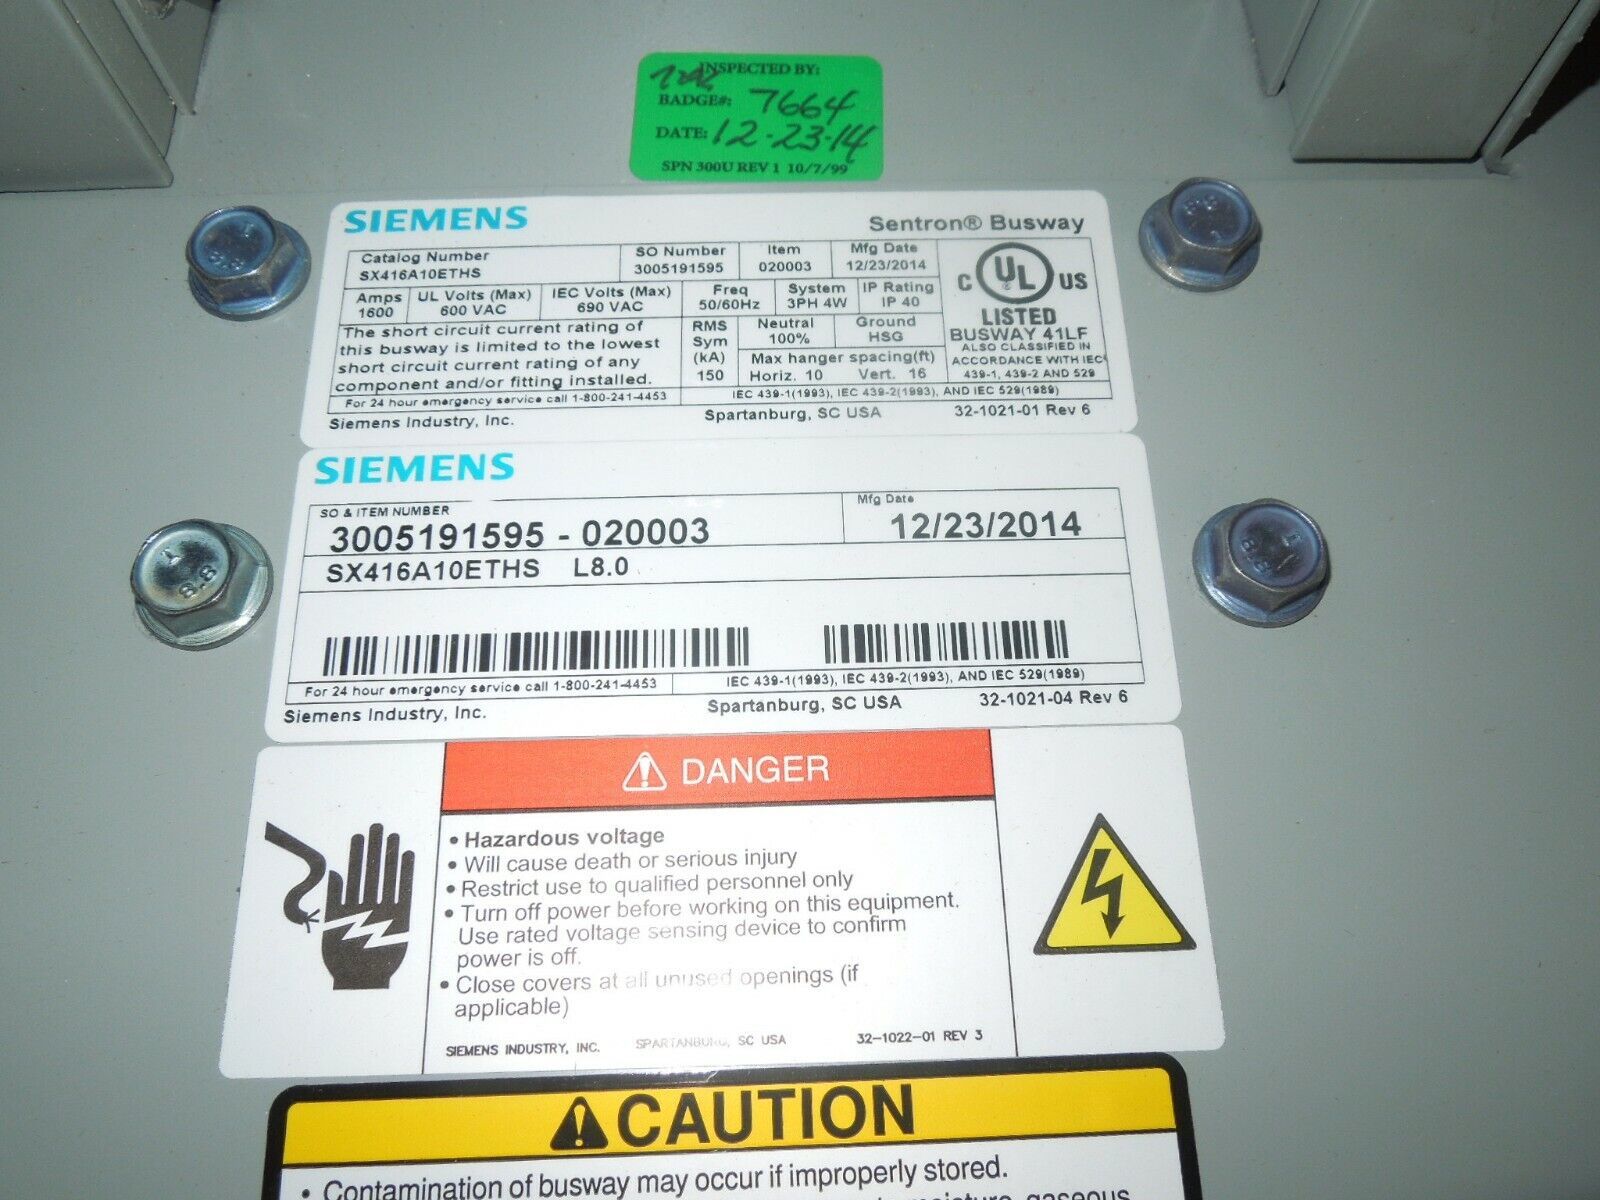 INSPECTED BY:
BADGE#: 7664
DATE: 12-23-14
SPN 300U REV 1 10/7/99
SIEMENS
Sentron® Busway
Catalog Number
SX416A10ETHS
SO Number
3005191595
Item
020003
Mfg Date
12/23/2014
Amps
1600
UL Volts (Max)
600 VAC
IEC Volts (Max)
690 VAC
Freq
50/60Hz
System
3PH 4W
IP Rating
IP 40
The short circuit current rating of
this busway is limited to the lowest
short circuit current rating of any
component and/or fitting installed.
RMS
Sym
(kA)
150
Neutral
100%
Ground
HSG
Max hanger spacing(ft)
Horiz. 10 Vert. 16
C UL US
LISTED
BUSWAY 41LF
ALSO CLASSIFIED IN
ACCORDANCE WITH IEC
439-1, 439-2 AND 529
For 24 hour emergency service call 1-800-241-4453
IEC 439-1(1993), IEC 439-2(1993), AND IEC 529(1989)
Siemens Industry, Inc.
Spartanburg, SC USA
32-1021-01 Rev 6
SIEMENS
SO & ITEM NUMBER
3005191595 - 020003
Mfg Date
12/23/2014
SX416A10ETHS L8.0
For 24 hour emergency service call 1-800-241-4453
IEC 439-1(1993), IEC 439-2(1993), AND IEC 529(1989)
Siemens Industry, Inc.
Spartanburg, SC USA
32-1021-04 Rev 6
DANGER
• Hazardous voltage
• Will cause death or serious injury
• Restrict use to qualified personnel only
• Turn off power before working on this equipment.
Use rated voltage sensing device to confirm
power is off.
• Close covers at all unused openings (if
applicable)
SIEMENS INDUSTRY, INC. SPARTANBURG, SC USA 32-1022-01 REV 3
CAUTION
• Contamination of busway may occur if improperly stored.
moisture, gaseous
8.8
8.8
8.8
8.8